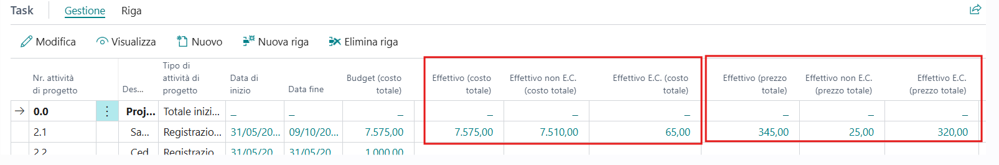 Task Gestione Riga
Modifica Visualizza Nuovo Nuova riga Elimina riga
Nr. attività di progetto Des... Tipo di attività di progetto Data di inizio Data fine Budget (costo totale) Effettivo (costo totale) Effettivo non E.C. (costo totale) Effettivo E.C. (costo totale) Effettivo (prezzo totale) Effettivo non E.C. (prezzo totale) Effettivo E.C. (prezzo totale)
0.0 Proj... Totale inizi... _ _ _ _ _ _ _ _ _
2.1 Sa... Registrazio... 31/05/20... 09/10/20... 7.575,00 7.575,00 7.510,00 65,00 345,00 25,00 320,00
2.2 Ced Registrazio 31/05/20 31/05/20 1.000,00